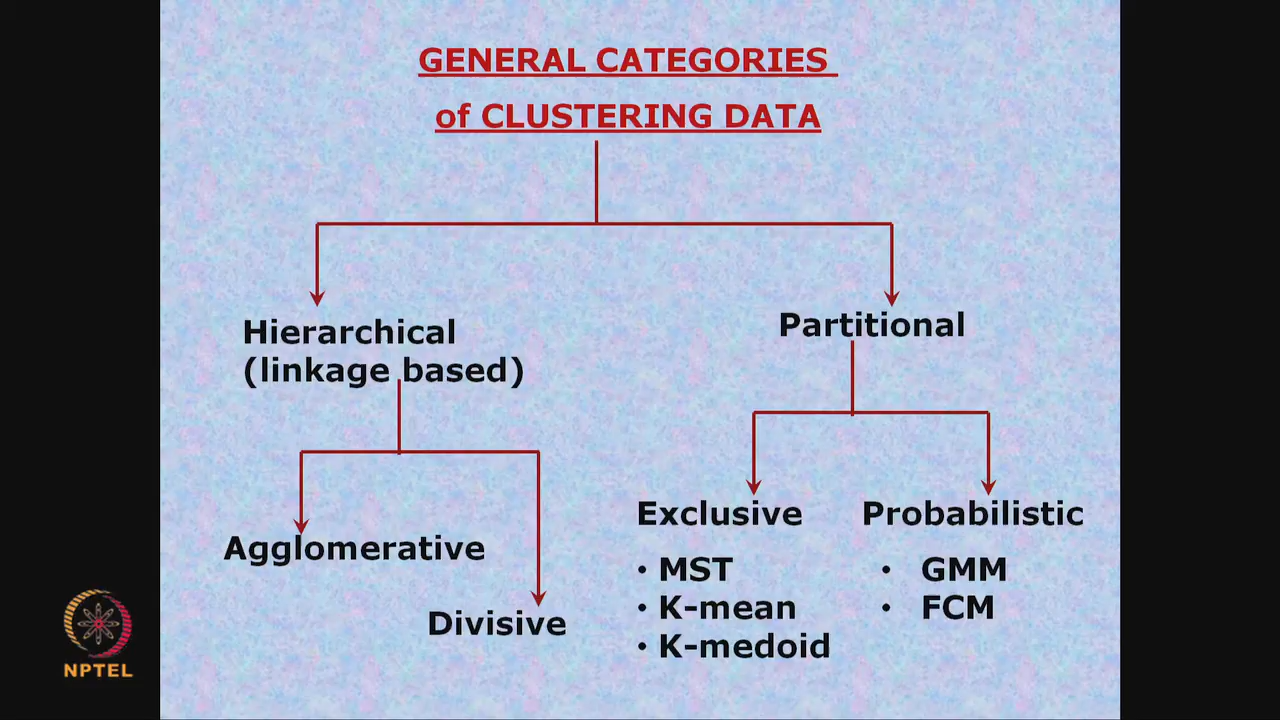 GENERAL CATEGORIES
of CLUSTERING DATA
Hierarchical
(linkage based)
Partitional
Agglomerative
Divisive
Exclusive
• MST
• K-mean
• K-medoid
Probabilistic
• GMM
• FCM
NPTEL